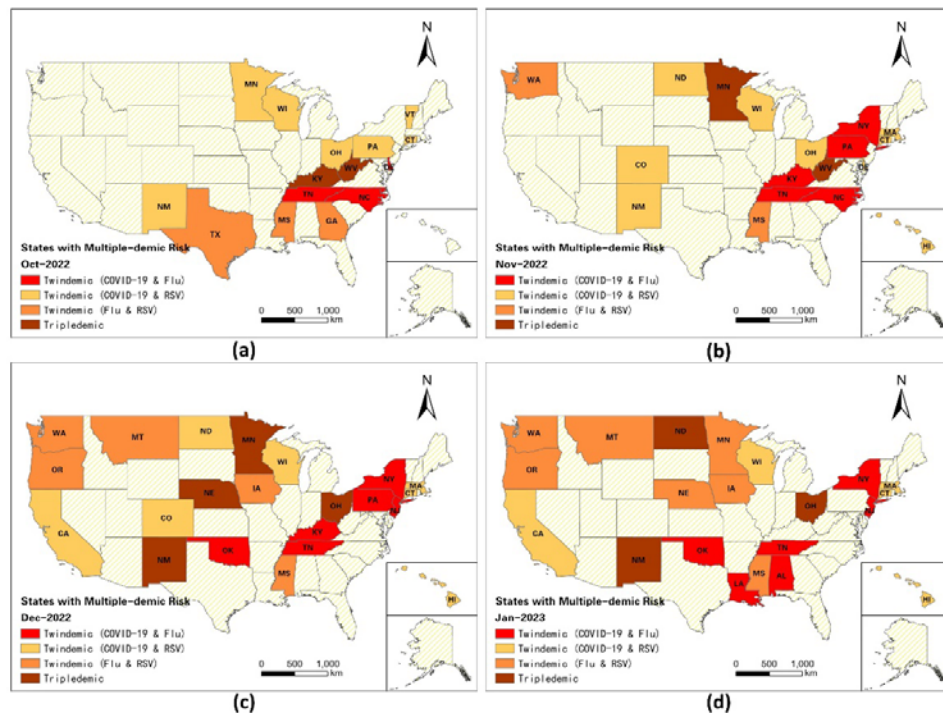 N
MN
WI
VT
CT
PA
OH
WV
KY
TN
NC
NM
TX
MS
GA
States with Multiple-demic Risk
Oct-2022
Twindemic (COVID-19 & Flu)
Twindemic (COVID-19 & RSV)
Twindemic (Flu & RSV)
Tripledemic
0 500 1,000
km
(a)
N
WA
ND
MN
WI
NY
MA
CT
PA
OH
DE
CO
WV
KY
TN
NC
NM
MS
HI
States with Multiple-demic Risk
Nov-2022
Twindemic (COVID-19 & Flu)
Twindemic (COVID-19 & RSV)
Twindemic (Flu & RSV)
Tripledemic
0 500 1,000
km
(b)
N
WA
MT
ND
MN
OR
WI
NY
MA
CT
IA
NE
PA
NJ
OH
CA
CO
KY
TN
OK
NM
MS
HI
States with Multiple-demic Risk
Dec-2022
Twindemic (COVID-19 & Flu)
Twindemic (COVID-19 & RSV)
Twindemic (Flu & RSV)
Tripledemic
0 500 1,000
km
(c)
N
WA
MT
ND
MN
OR
WI
NY
MA
CT
IA
NE
NJ
OH
CA
TN
OK
NM
MS
AL
LA
HI
States with Multiple-demic Risk
Jan-2023
Twindemic (COVID-19 & Flu)
Twindemic (COVID-19 & RSV)
Twindemic (Flu & RSV)
Tripledemic
0 500 1,000
km
(d)